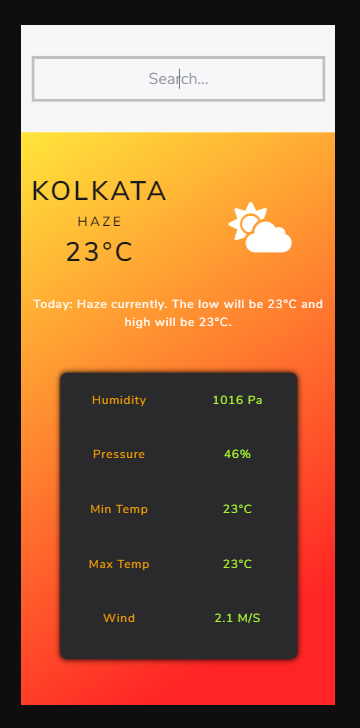 Search...
KOLKATA
HAZE
23°C
Today: Haze currently. The low will be 23°C and
high will be 23°C.
Humidity 1016 Pa
Pressure 46%
Min Temp 23°C
Max Temp 23°C
Wind 2.1 M/S